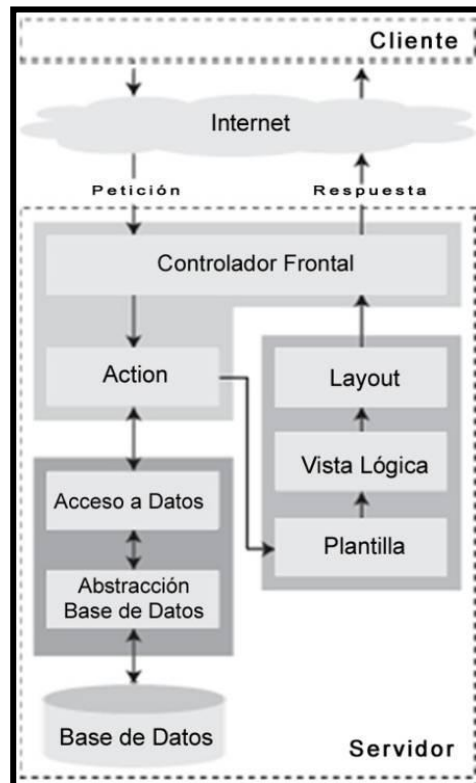 Cliente
Internet
Petición
Respuesta
Controlador Frontal
Action
Layout
Vista Lógica
Acceso a Datos
Plantilla
Abstracción
Base de Datos
Base de Datos
Servidor